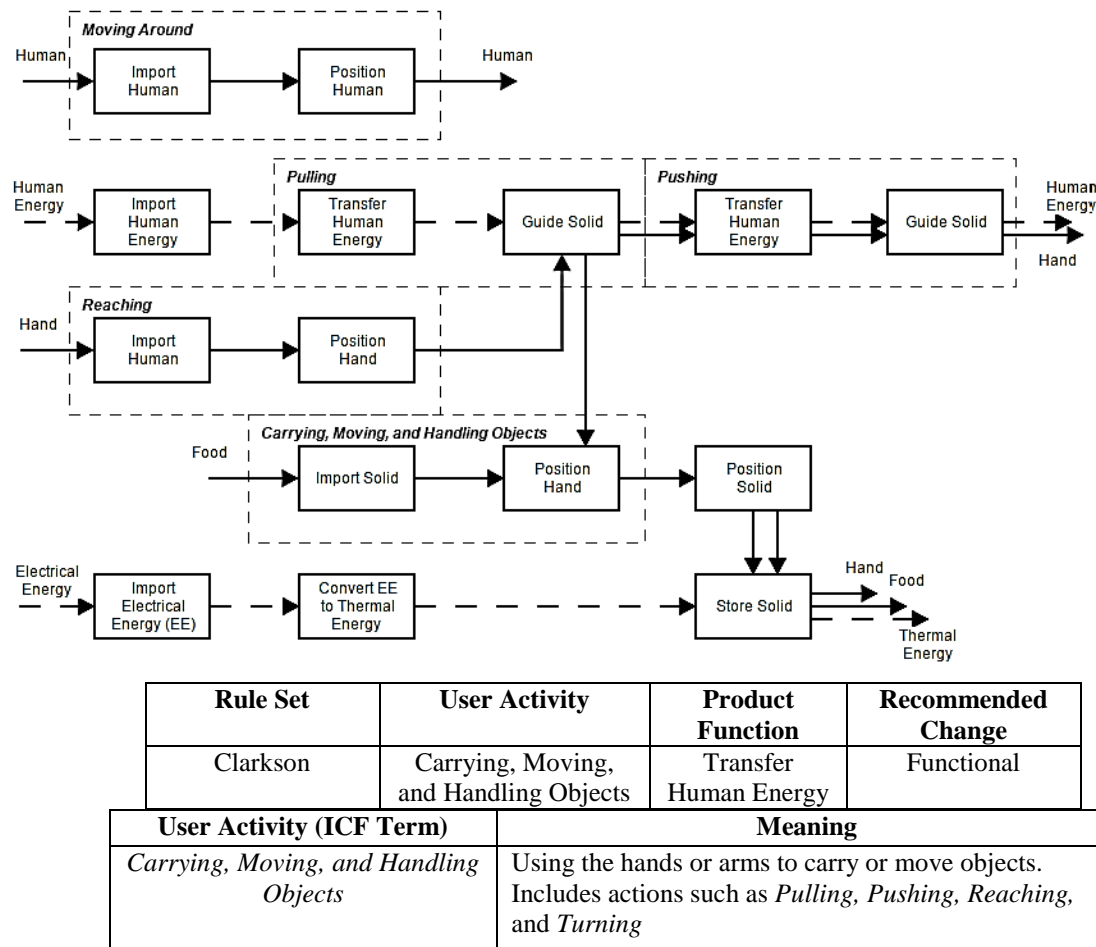 Moving Around
Human
Import
Human
Position
Human
Human
Pulling
Pushing
Human
Energy
Import
Human
Energy
Transfer
Human
Energy
Guide Solid
Transfer
Human
Energy
Guide Solid
Human
Energy
Hand
Reaching
Hand
Import
Human
Position
Hand
Carrying, Moving, and Handling Objects
Food
Import Solid
Position
Hand
Position
Solid
Electrical
Energy
Import
Electrical
Energy (EE)
Convert EE
to Thermal
Energy
Store Solid
Hand
Food
Thermal
Energy
Rule Set
User Activity
Product
Function
Recommended
Change
Clarkson
Carrying, Moving,
and Handling Objects
Transfer
Human Energy
Functional
User Activity (ICF Term)
Meaning
Carrying, Moving, and Handling
Objects
Using the hands or arms to carry or move objects.
Includes actions such as Pulling, Pushing, Reaching,
and Turning